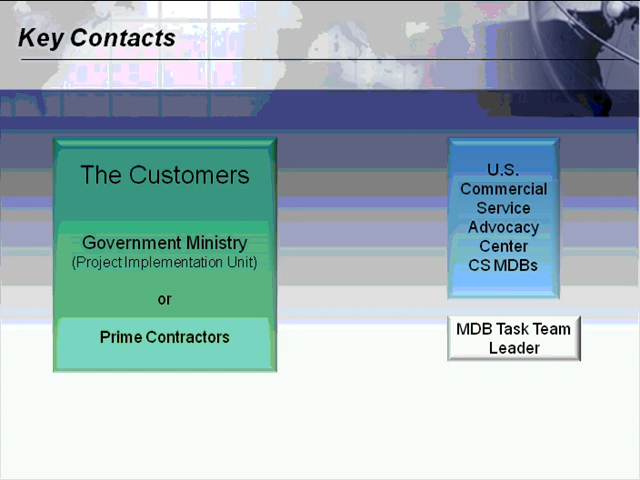 Key Contacts
The Customers
Government Ministry
(Project Implementation Unit)
or
Prime Contractors
U.S.
Commercial
Service
Advocacy
Center
CS MDBs
MDB Task Team
Leader